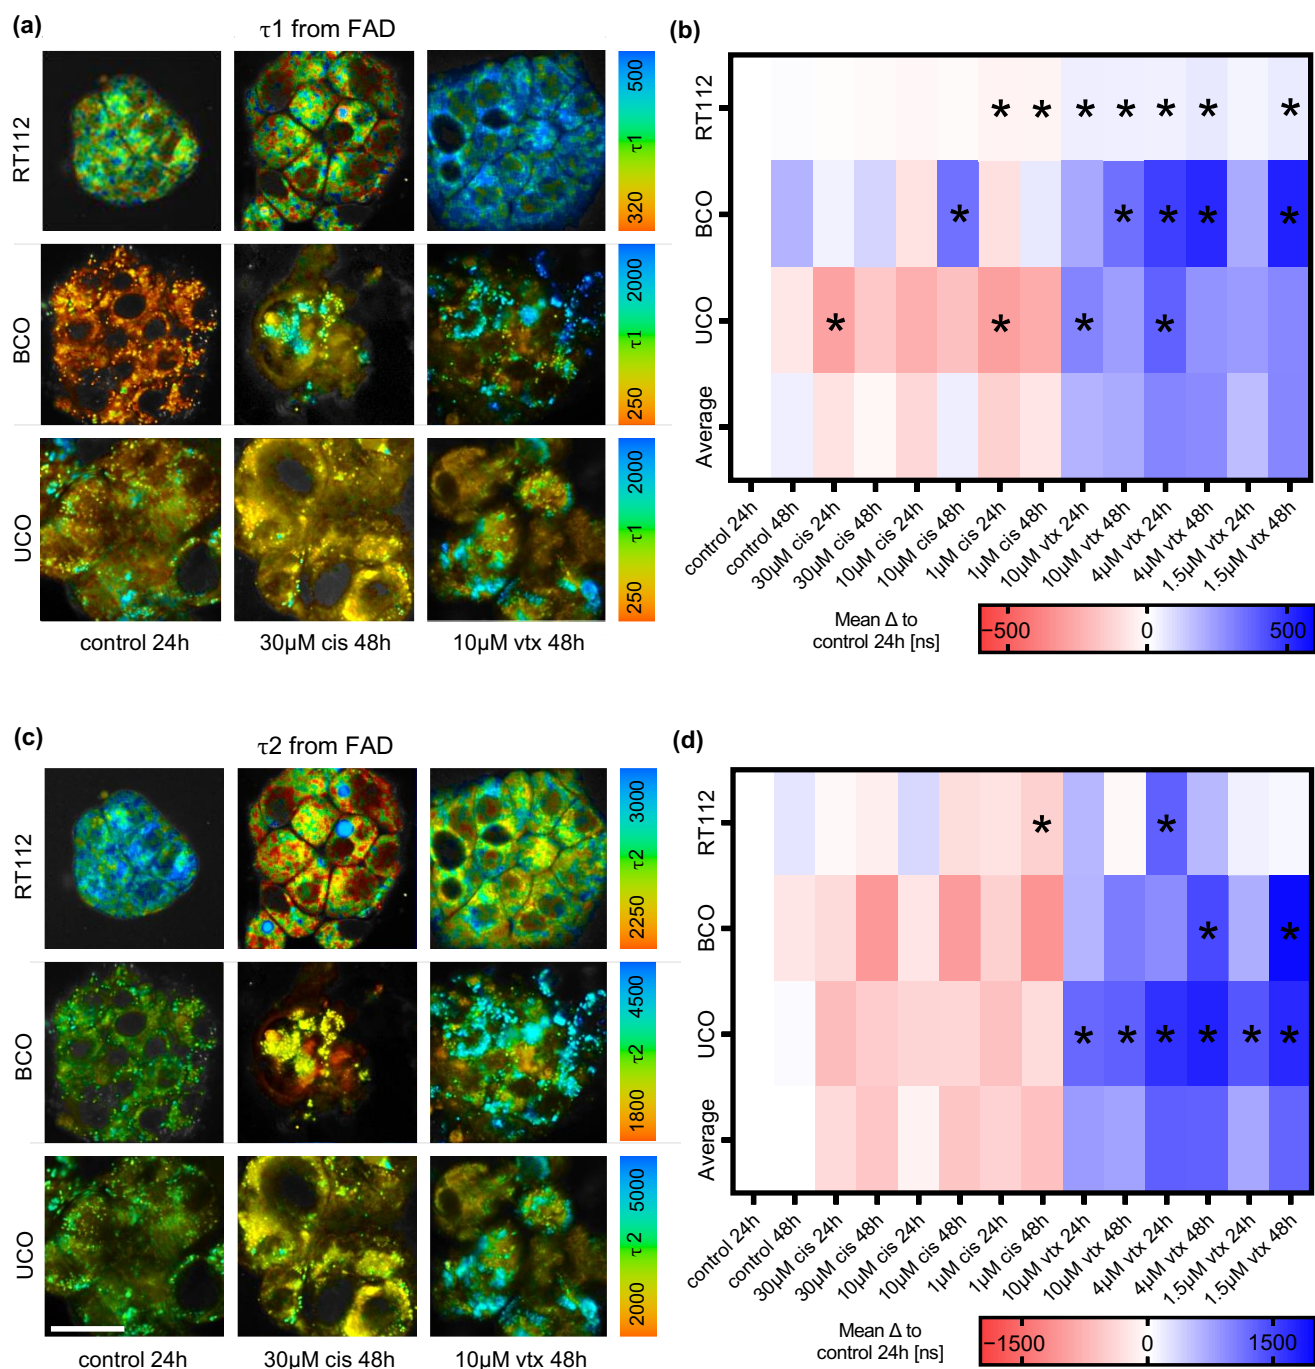 (a)
τ1 from FAD
RT112
320 τ1 500
BCO
250 τ1 2000
UCO
250 τ1 2000
control 24h
30µM cis 48h
10µM vtx 48h
(b)
RT112
* * * * * * *
BCO
* * * * *
UCO
* * * *
Average
control 24h
control 48h
30µM cis 24h
30µM cis 48h
10µM cis 24h
10µM cis 48h
1µM cis 24h
1µM cis 48h
10µM vtx 24h
10µM vtx 48h
4µM vtx 24h
4µM vtx 48h
1.5µM vtx 24h
1.5µM vtx 48h
Mean Δ to
control 24h [ns]
−500 0 500
(c)
τ2 from FAD
RT112
2250 τ2 3000
BCO
1800 τ2 4500
UCO
2000 τ2 5000
control 24h
30µM cis 48h
10µM vtx 48h
(d)
RT112
* *
BCO
* *
UCO
* * * * * *
Average
control 24h
control 48h
30µM cis 24h
30µM cis 48h
10µM cis 24h
10µM cis 48h
1µM cis 24h
1µM cis 48h
10µM vtx 24h
10µM vtx 48h
4µM vtx 24h
4µM vtx 48h
1.5µM vtx 24h
1.5µM vtx 48h
Mean Δ to
control 24h [ns]
−1500 0 1500